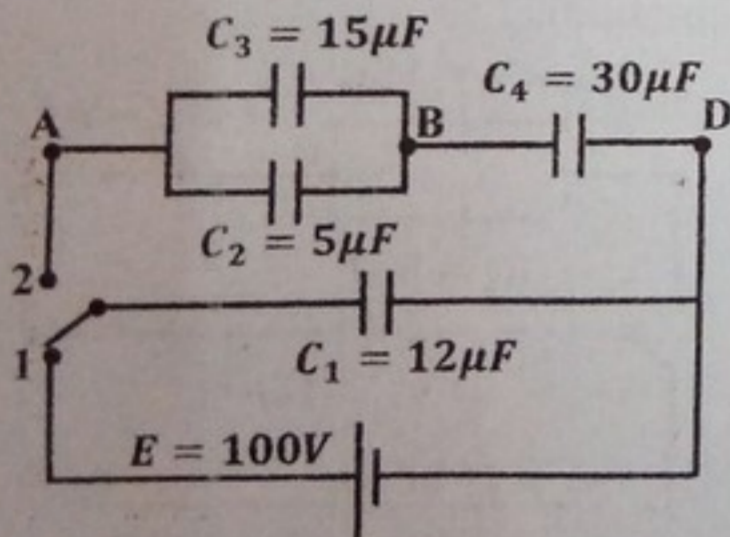 C₃ = 15μF
C₄ = 30μF
A
B
D
C₂ = 5μF
2
1
C₁ = 12μF
E = 100V